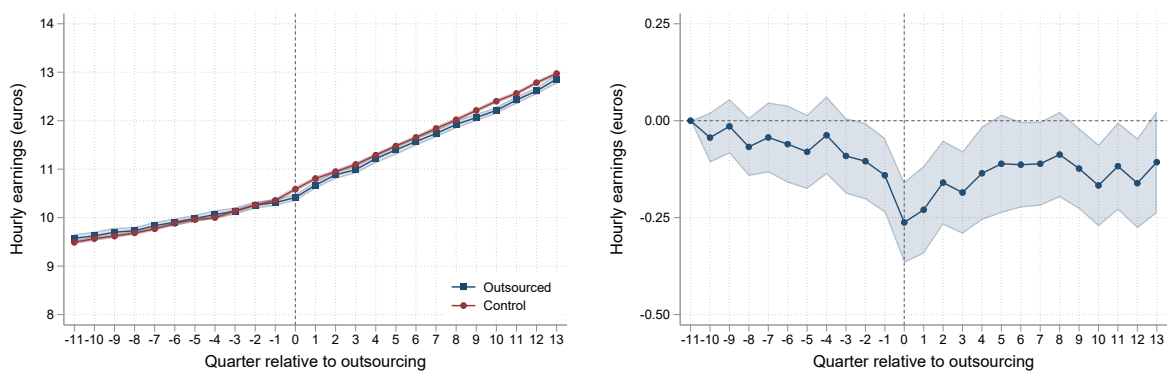 Hourly earnings (euros)
14
13
12
11
10
9
8
Outsourced
Control
-11 -10 -9 -8 -7 -6 -5 -4 -3 -2 -1 0 1 2 3 4 5 6 7 8 9 10 11 12 13
Quarter relative to outsourcing
Hourly earnings (euros)
0.25
0.00
-0.25
-0.50
-11 -10 -9 -8 -7 -6 -5 -4 -3 -2 -1 0 1 2 3 4 5 6 7 8 9 10 11 12 13
Quarter relative to outsourcing